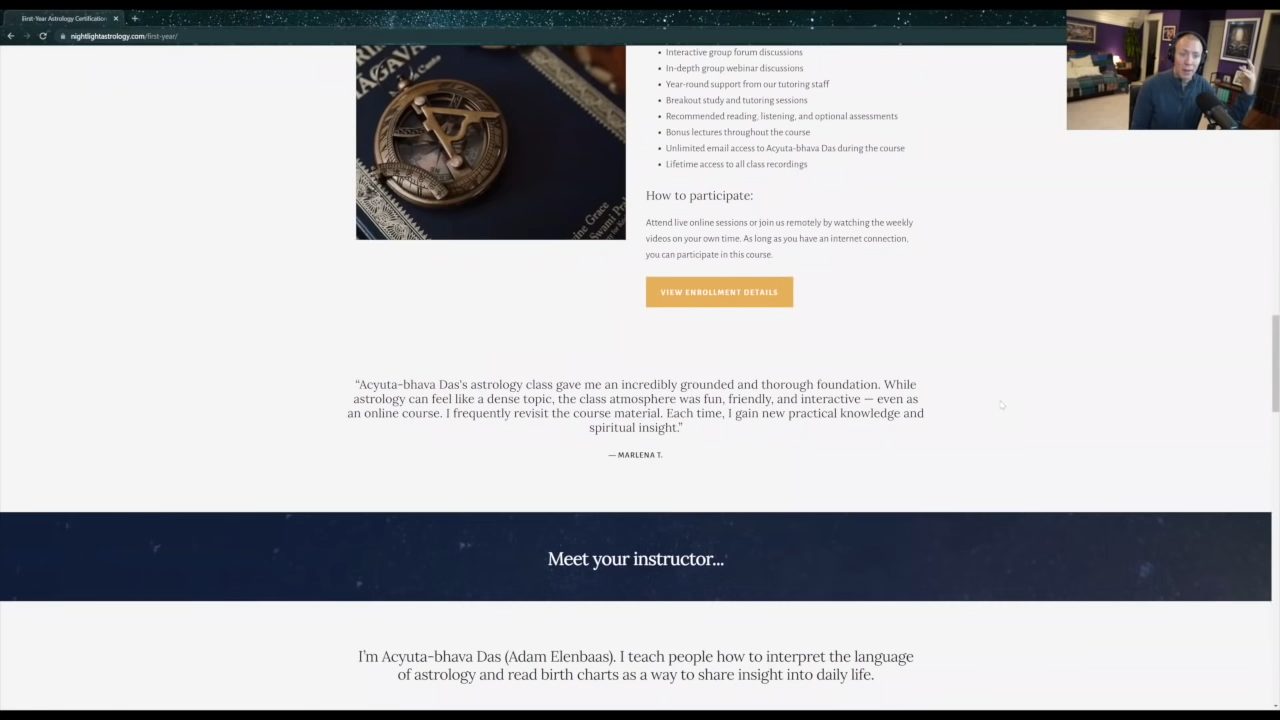 First-Year Astrology Certification
nightlightastrology.com/first-year/
Interactive group forum discussions
In-depth group webinar discussions
Year-round support from our tutoring staff
Breakout study and tutoring sessions
Recommended reading, listening, and optional assessments
Bonus lectures throughout the course
Unlimited email access to Acyuta-bhava Das during the course
Lifetime access to all class recordings
How to participate:
Attend live online sessions or join us remotely by watching the weekly
videos on your own time. As long as you have an internet connection,
you can participate in this course.
VIEW ENROLLMENT DETAILS
“Acyuta-bhava Das's astrology class gave me an incredibly grounded and thorough foundation. While
astrology can feel like a dense topic, the class atmosphere was fun, friendly, and interactive — even as
an online course. I frequently revisit the course material. Each time, I gain new practical knowledge and
spiritual insight.”
— MARLENA T.
Meet your instructor...
I’m Acyuta-bhava Das (Adam Elenbaas). I teach people how to interpret the language
of astrology and read birth charts as a way to share insight into daily life.